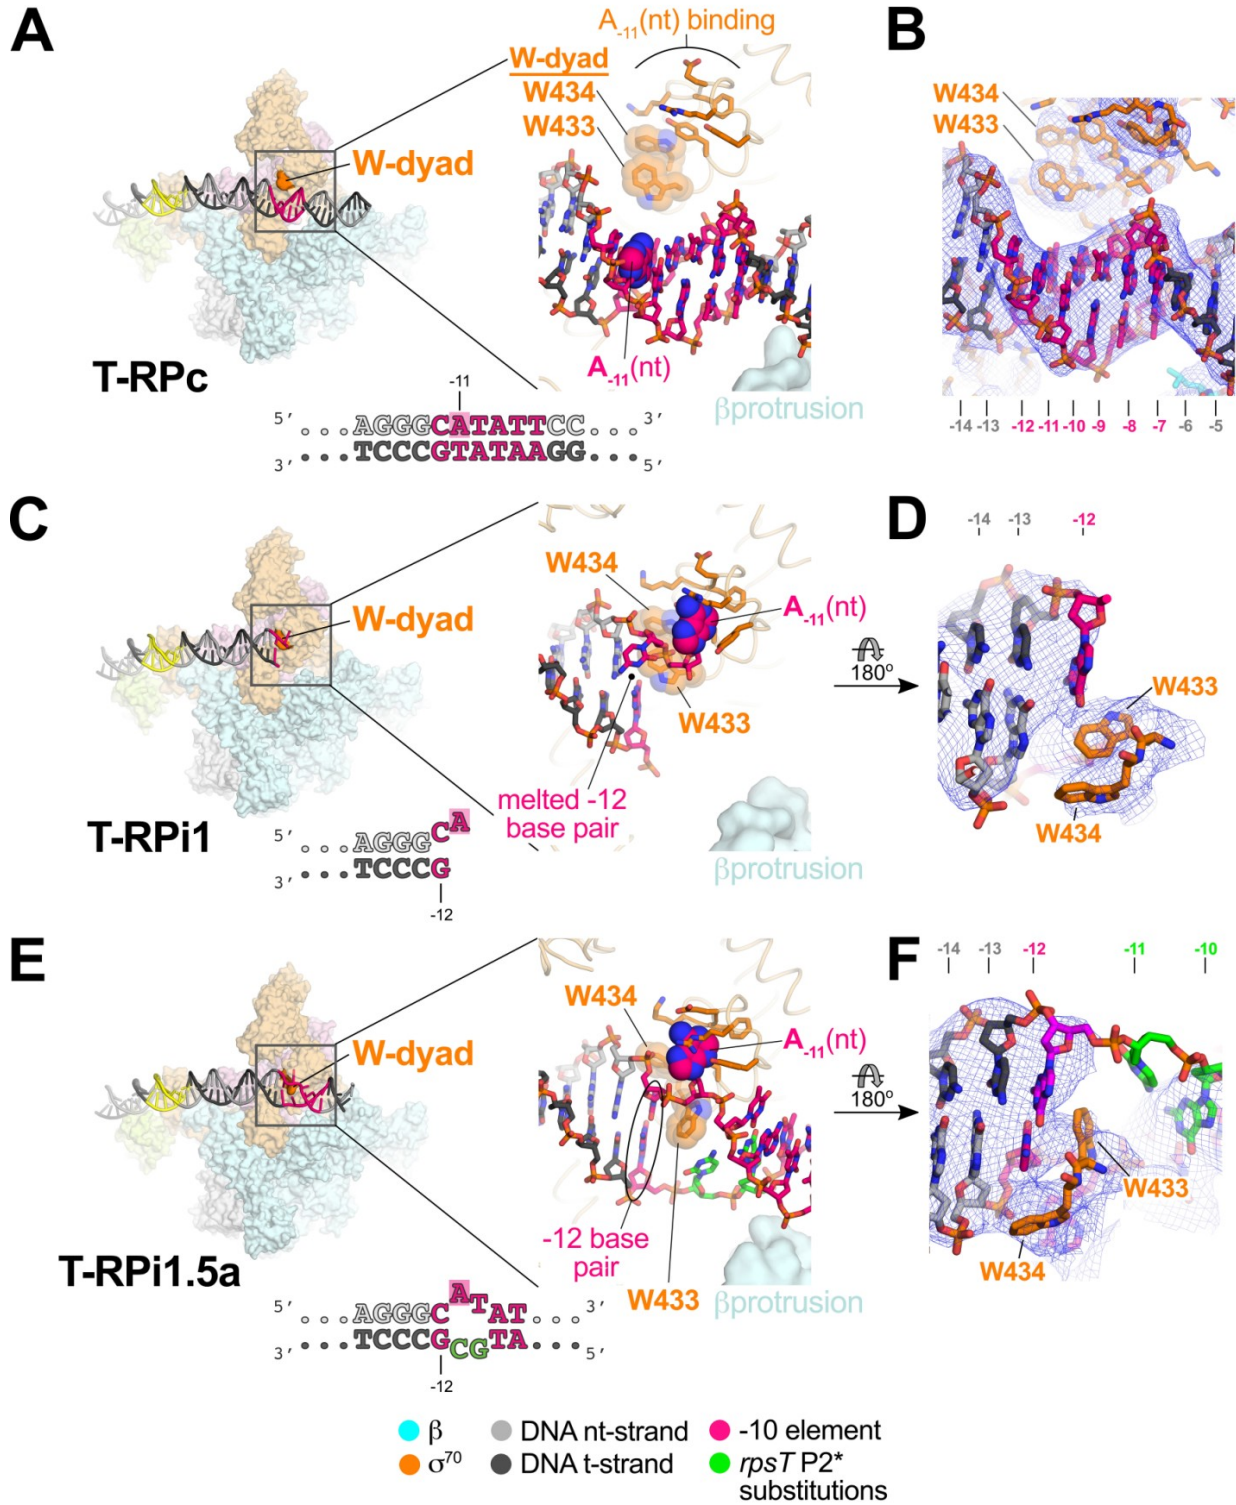 A
A-11(nt) binding
W-dyad
W434
W433
W-dyad
T-RPc
A-11(nt)
βprotrusion
-11
5′ ...AGGGCATATTCC... 3′
3′ ...TCCCGTATAAGG... 5′
B
W434
W433
-14 -13 -12 -11 -10 -9 -8 -7 -6 -5
C
W-dyad
T-RPi1
W434
A-11(nt)
W433
melted -12
base pair
βprotrusion
5′ ...AGGGCA
3′ ...TCCCG
-12
180°
D
-14 -13 -12
W433
W434
E
W-dyad
T-RPi1.5a
W434
A-11(nt)
-12 base
pair
W433
βprotrusion
5′ ...AGGGCATAT... 3′
3′ ...TCCCGCGTA... 5′
-12
180°
F
-14 -13 -12 -11 -10
W433
W434
β
σ70
DNA nt-strand
DNA t-strand
-10 element
rpsT P2*
substitutions